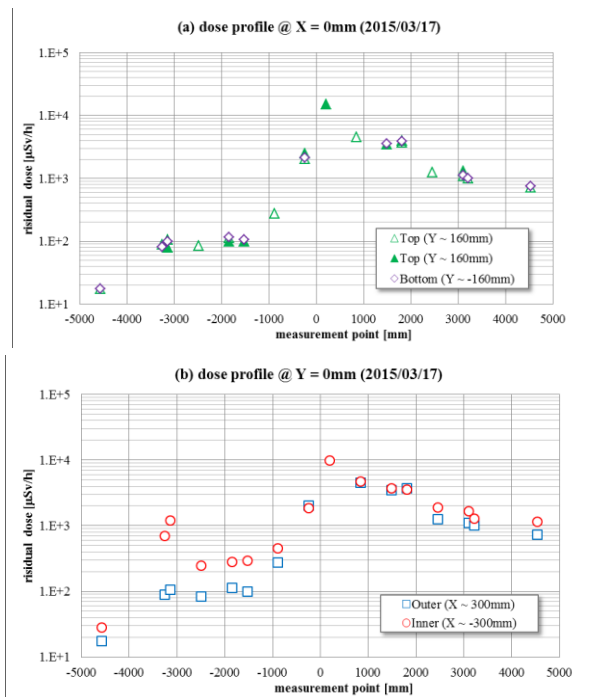 (a) dose profile @ X = 0mm (2015/03/17)
1.E+5
1.E+4
1.E+3
1.E+2
1.E+1
risidual dose [µSv/h]
-5000 -4000 -3000 -2000 -1000 0 1000 2000 3000 4000 5000
measurement point [mm]
Top (Y ~ 160mm)
Top (Y ~ 160mm)
Bottom (Y ~ -160mm)
(b) dose profile @ Y = 0mm (2015/03/17)
1.E+5
1.E+4
1.E+3
1.E+2
1.E+1
residual dose [µSv/h]
-5000 -4000 -3000 -2000 -1000 0 1000 2000 3000 4000 5000
measurement point [mm]
Outer (X ~ 300mm)
Inner (X ~ -300mm)